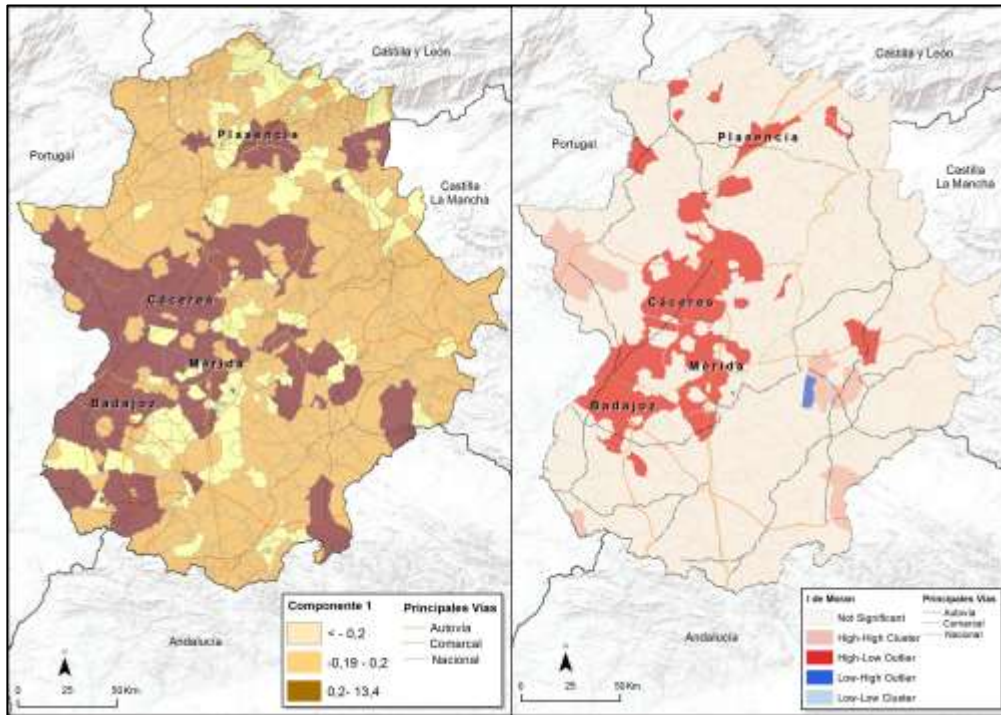 Castilla y León
Plasencia
Portugal
Castilla
La Mancha
Cáceres
Mérida
Badajoz
Andalucía
Componente 1
< - 0,2
-0,19 - 0,2
0,2- 13,4
Principales Vías
Autovía
Comarcal
Nacional
0 25 50 Km
Castilla y León
Plasencia
Portugal
Castilla
La Mancha
Cáceres
Mérida
Badajoz
Andalucía
I de Moran
Not Significant
High-High Cluster
High-Low Outlier
Low-High Outlier
Low-Low Cluster
Principales Vías
Autovía
Comarcal
Nacional
0 25 50 Km